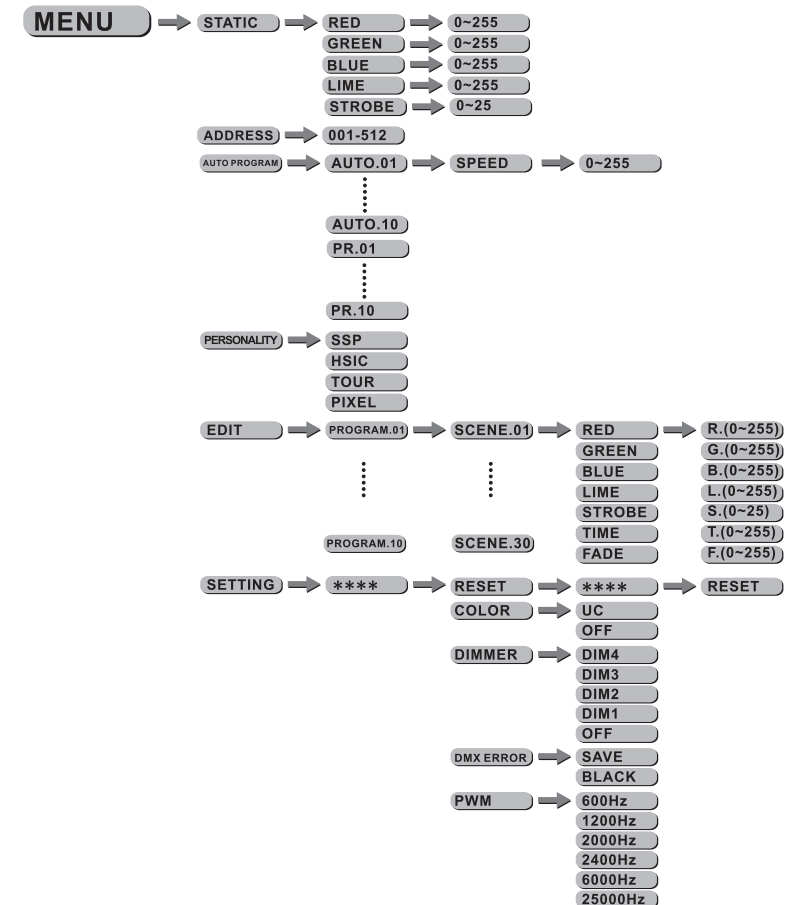 MENU STATIC RED 0~255
GREEN 0~255
BLUE 0~255
LIME 0~255
STROBE 0~25
ADDRESS 001-512
AUTO PROGRAM AUTO.01 SPEED 0~255
AUTO.10
PR.01
PR.10
PERSONALITY SSP
HSIC
TOUR
PIXEL
EDIT PROGRAM.01 SCENE.01 RED R.(0~255)
GREEN G.(0~255)
BLUE B.(0~255)
LIME L.(0~255)
STROBE S.(0~25)
TIME T.(0~255)
PROGRAM.10 SCENE.30 FADE F.(0~255)
SETTING **** RESET **** RESET
COLOR UC
OFF
DIMMER DIM4
DIM3
DIM2
DIM1
OFF
DMX ERROR SAVE
BLACK
PWM 600Hz
1200Hz
2000Hz
2400Hz
6000Hz
25000Hz